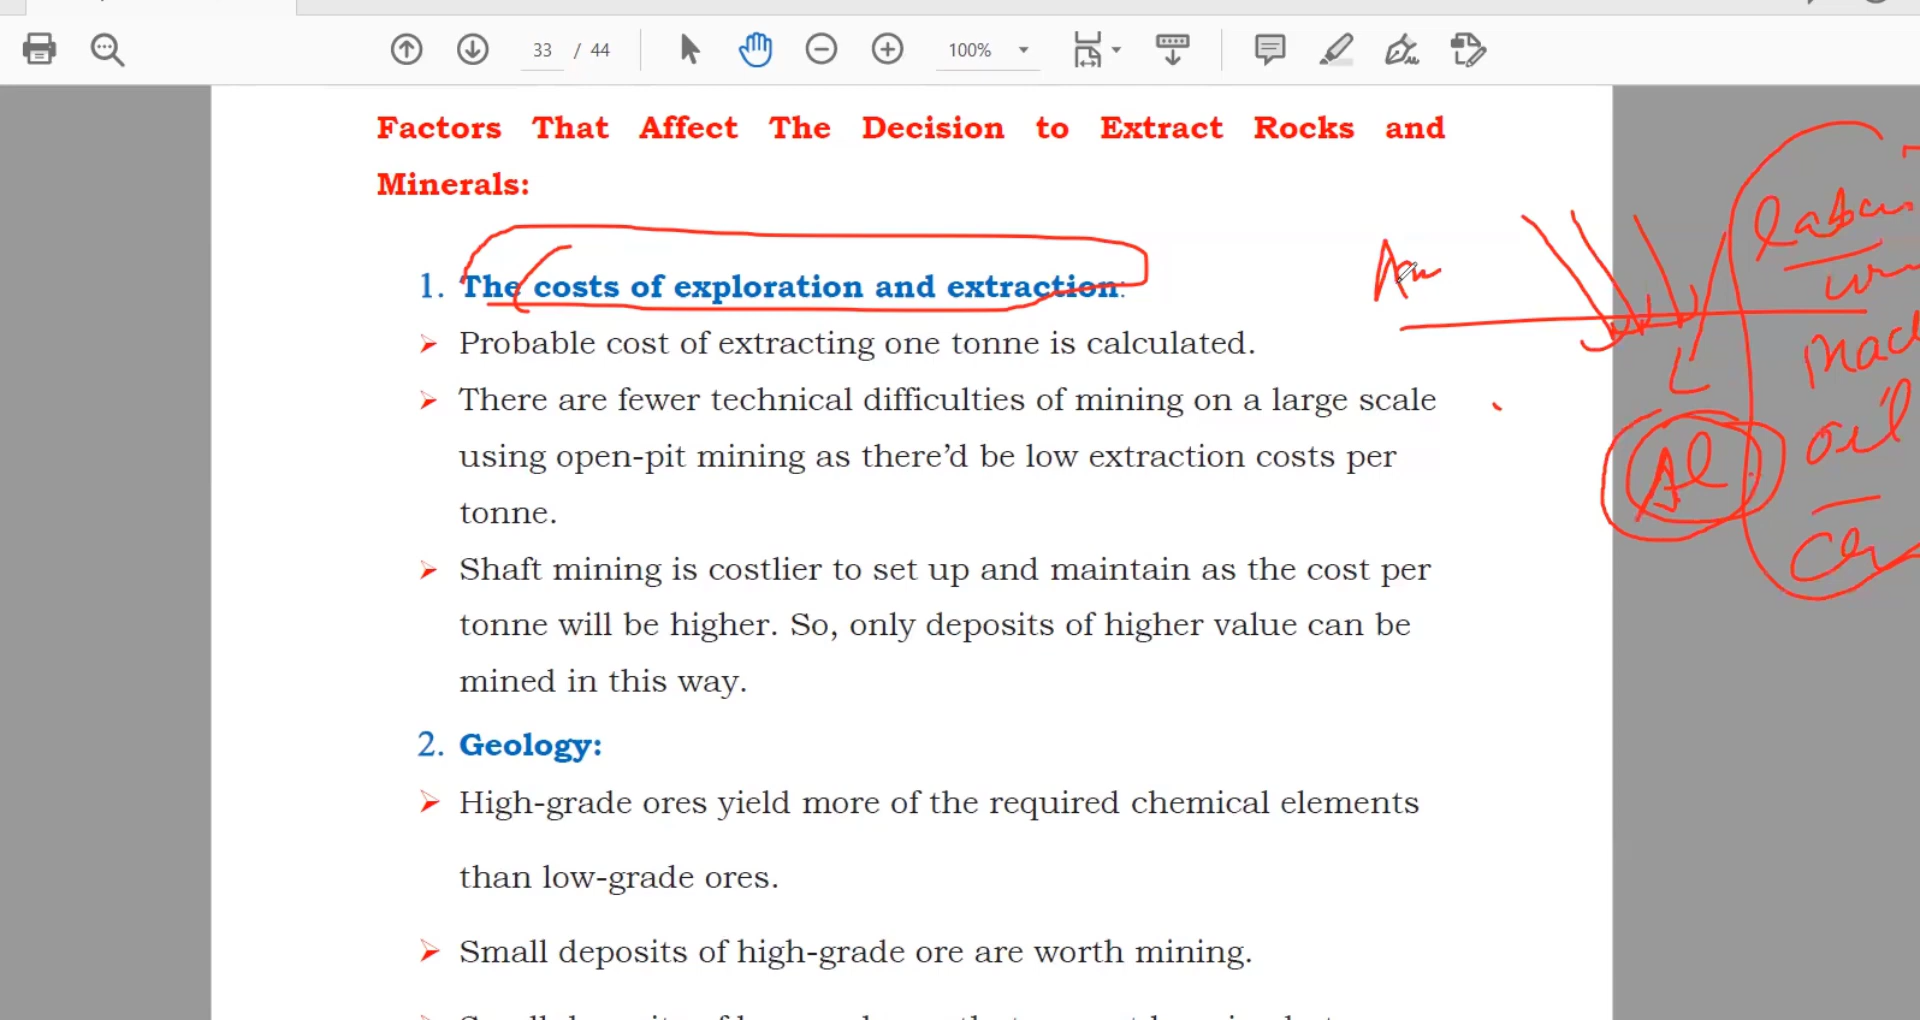 33 / 44
100%
Factors That Affect The Decision to Extract Rocks and
Minerals:
1. The costs of exploration and extraction:
➢ Probable cost of extracting one tonne is calculated.
➢ There are fewer technical difficulties of mining on a large scale
using open-pit mining as there’d be low extraction costs per
tonne.
➢ Shaft mining is costlier to set up and maintain as the cost per
tonne will be higher. So, only deposits of higher value can be
mined in this way.
2. Geology:
➢ High-grade ores yield more of the required chemical elements
than low-grade ores.
➢ Small deposits of high-grade ore are worth mining.
Al
oil